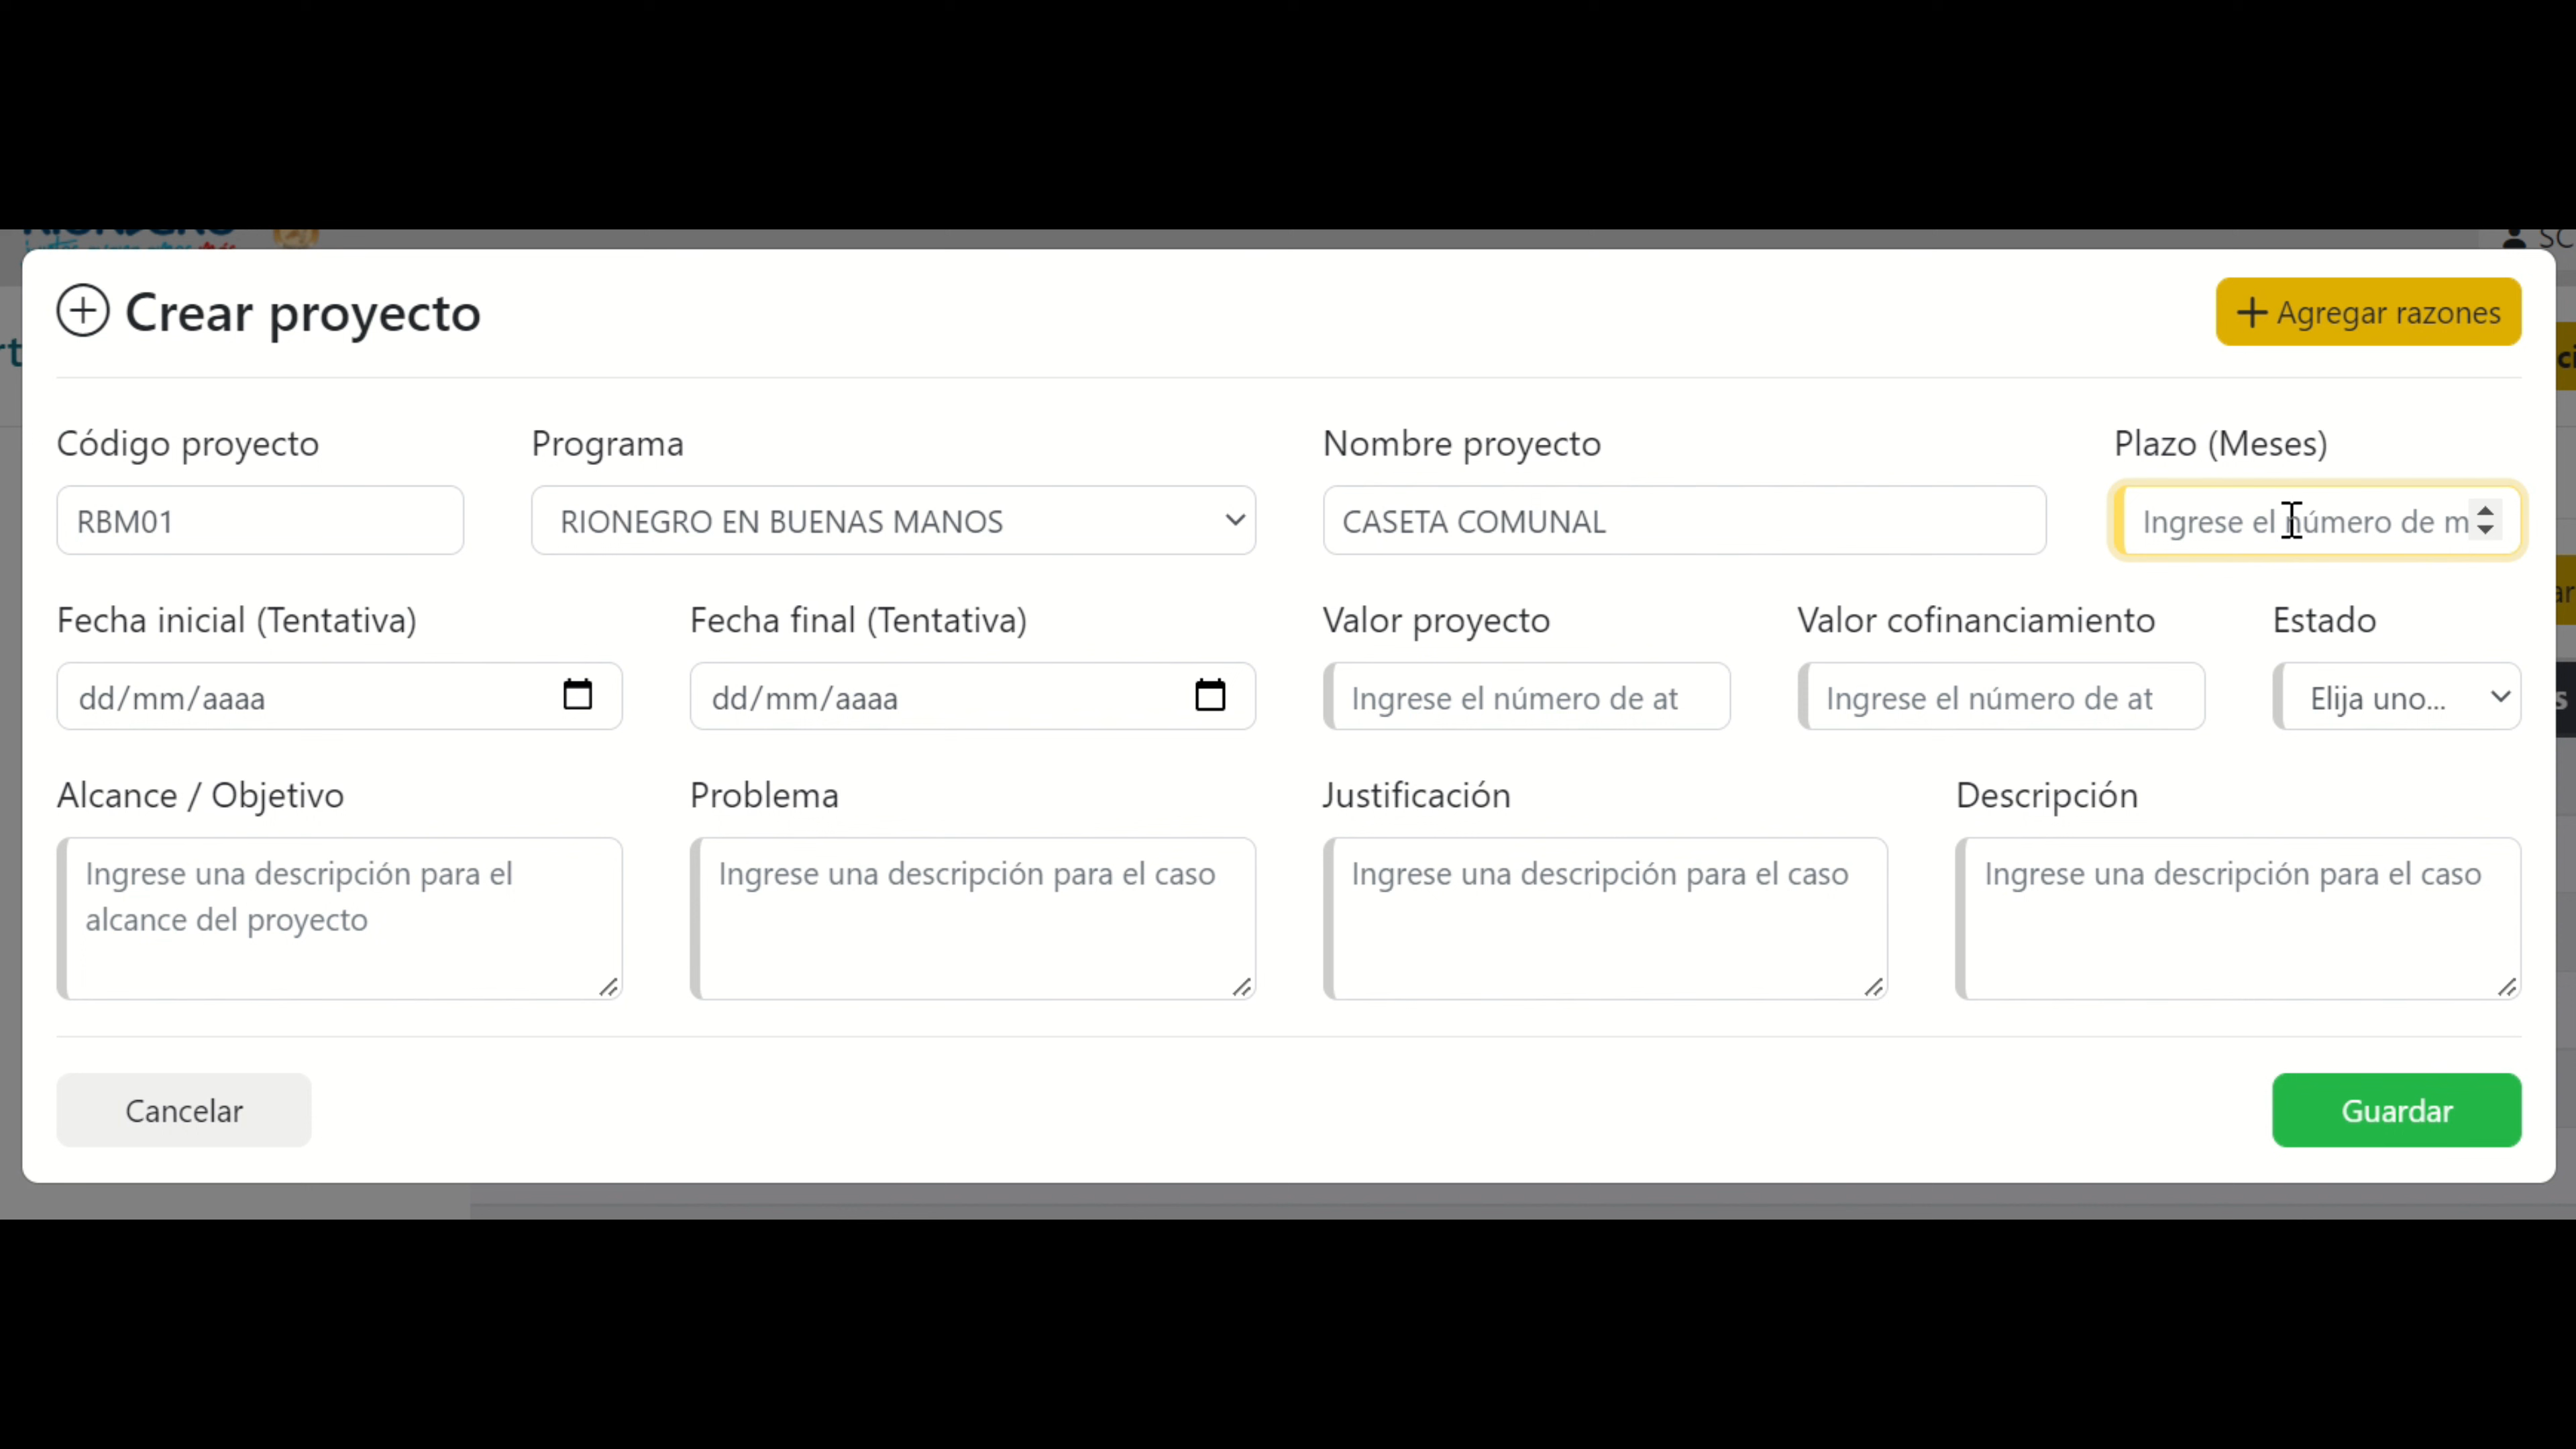 SC
Crear proyecto
Agregar razones
Código proyecto
Programa
Nombre proyecto
Plazo (Meses)
RBM01
RIONEGRO EN BUENAS MANOS
CASETA COMUNAL
Ingrese el número de m
Fecha inicial (Tentativa)
Fecha final (Tentativa)
Valor proyecto
Valor cofinanciamiento
Estado
dd/mm/aaaa
dd/mm/aaaa
Ingrese el número de at
Ingrese el número de at
Elija uno...
Alcance / Objetivo
Problema
Justificación
Descripción
Ingrese una descripción para el
alcance del proyecto
Ingrese una descripción para el caso
Ingrese una descripción para el caso
Ingrese una descripción para el caso
Cancelar
Guardar